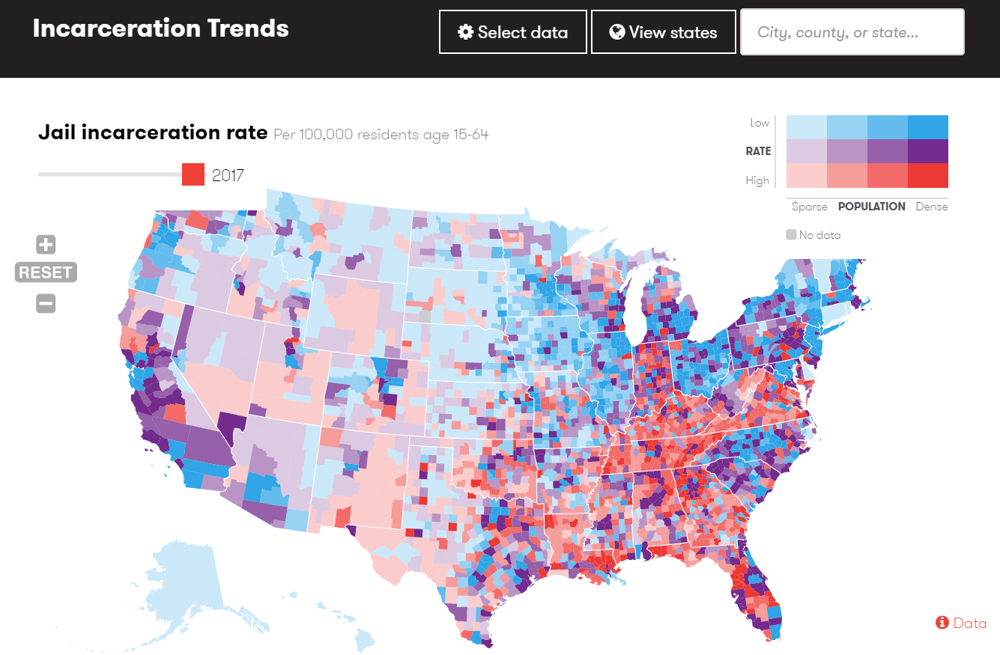 Incarceration Trends
Select data
View states
City, county, or state...
Jail incarceration rate Per 100,000 residents age 15-64
2017
Low
RATE
High
Sparse POPULATION Dense
No data
RESET
Data